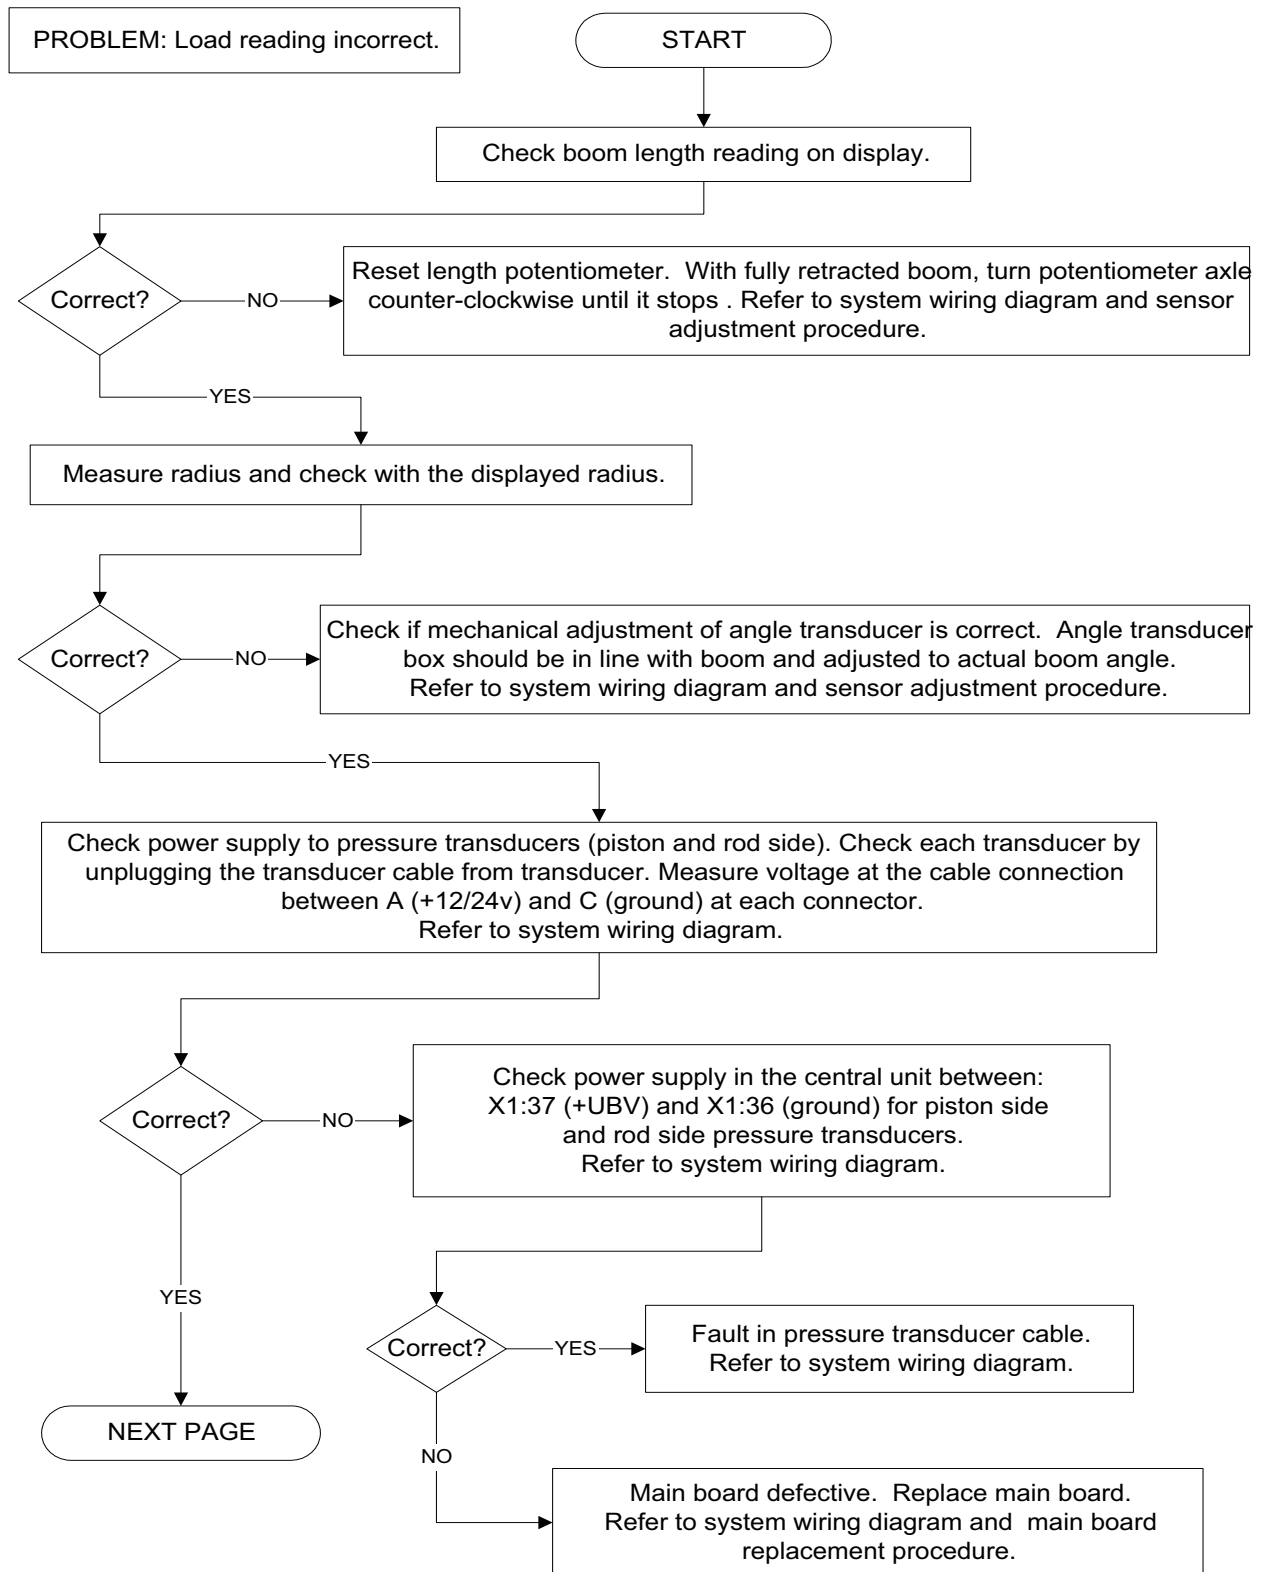 PROBLEM: Load reading incorrect.
START
Check boom length reading on display.
Correct?
NO
Reset length potentiometer.  With fully retracted boom, turn potentiometer axle
counter-clockwise until it stops . Refer to system wiring diagram and sensor
adjustment procedure.
YES
Measure radius and check with the displayed radius.
Correct?
NO
Check if mechanical adjustment of angle transducer is correct.  Angle transducer
box should be in line with boom and adjusted to actual boom angle.
Refer to system wiring diagram and sensor adjustment procedure.
YES
Check power supply to pressure transducers (piston and rod side). Check each transducer by
unplugging the transducer cable from transducer. Measure voltage at the cable connection
between A (+12/24v) and C (ground) at each connector.
Refer to system wiring diagram.
Correct?
NO
Check power supply in the central unit between:
X1:37 (+UBV) and X1:36 (ground) for piston side
and rod side pressure transducers.
Refer to system wiring diagram.
YES
Correct?
YES
Fault in pressure transducer cable.
Refer to system wiring diagram.
NEXT PAGE
NO
Main board defective.  Replace main board.
Refer to system wiring diagram and  main board
replacement procedure.